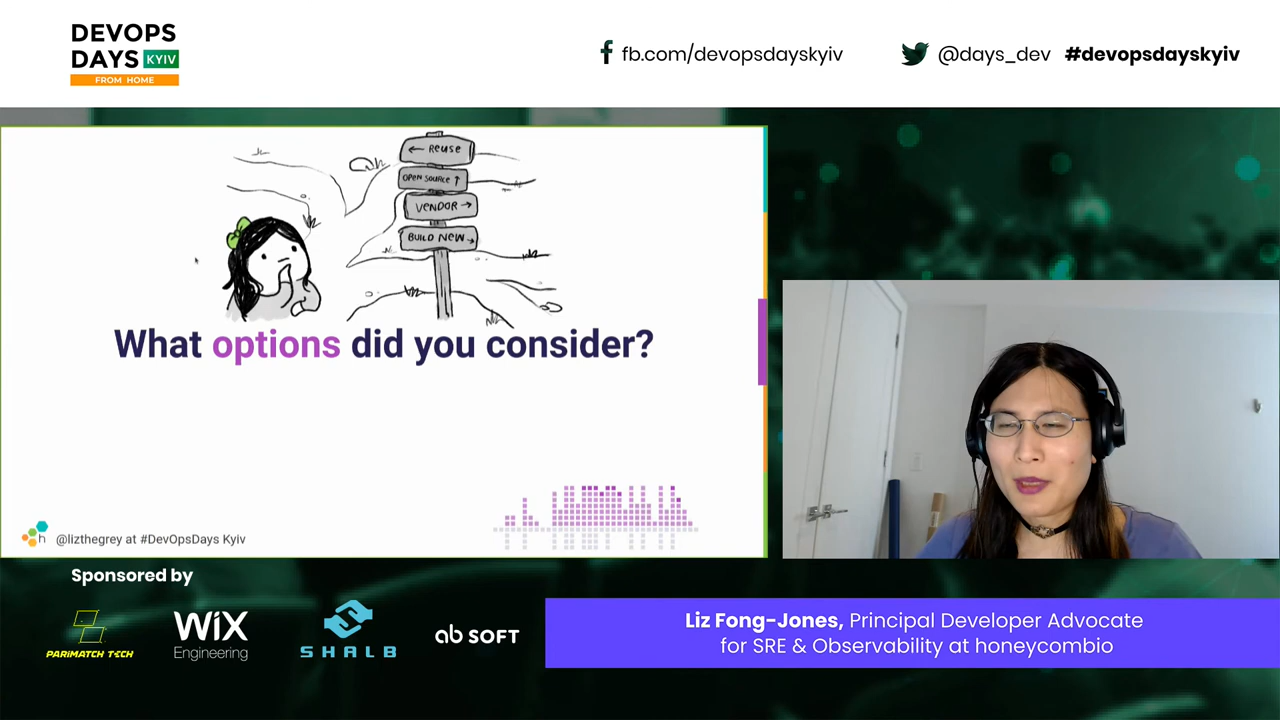 DEVOPS
DAYS KYIV
FROM HOME
fb.com/devopsdayskyiv
@days_dev #devopsdayskyiv
← REUSE
OPEN SOURCE ↑
VENDOR →
BUILD NEW →
What options did you consider?
h
@lizthegrey at #DevOpsDays Kyiv
Sponsored by
PARIMATCH TECH
WiX
Engineering
SHALB
ab SOFT
Liz Fong-Jones, Principal Developer Advocate
for SRE & Observability at honeycombio